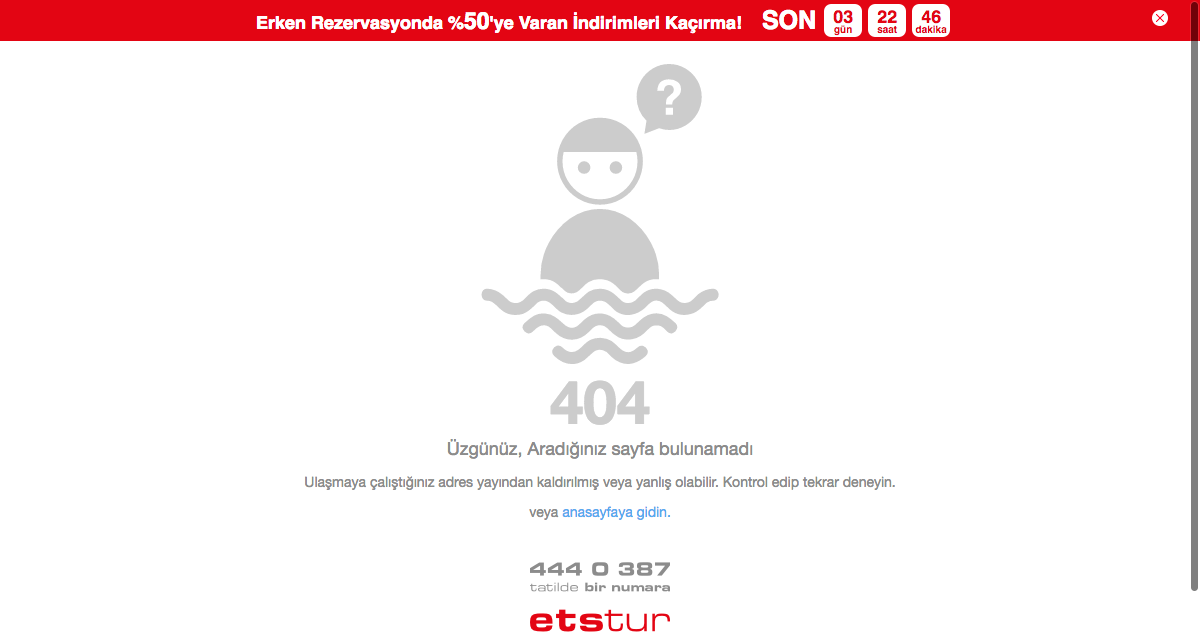 Erken Rezervasyonda %50'ye Varan İndirimleri Kaçırma! SON 03 gün 22 saat 46 dakika
?
404
Üzgünüz, Aradığınız sayfa bulunamadı
Ulaşmaya çalıştığınız adres yayından kaldırılmış veya yanlış olabilir. Kontrol edip tekrar deneyin.
veya anasayfaya gidin.
444 0 387
tatilde bir numara
etstur